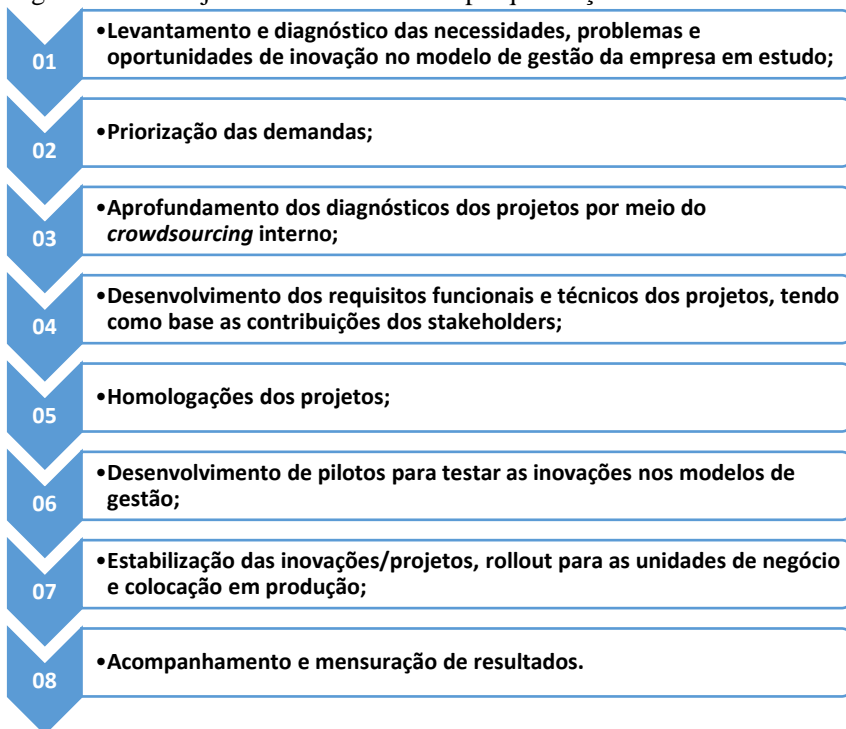 01
•Levantamento e diagnóstico das necessidades, problemas e
oportunidades de inovação no modelo de gestão da empresa em estudo;
02
•Priorização das demandas;
03
•Aprofundamento dos diagnósticos dos projetos por meio do
crowdsourcing interno;
04
•Desenvolvimento dos requisitos funcionais e técnicos dos projetos, tendo
como base as contribuições dos stakeholders;
05
•Homologações dos projetos;
06
•Desenvolvimento de pilotos para testar as inovações nos modelos de
gestão;
07
•Estabilização das inovações/projetos, rollout para as unidades de negócio
e colocação em produção;
08
•Acompanhamento e mensuração de resultados.